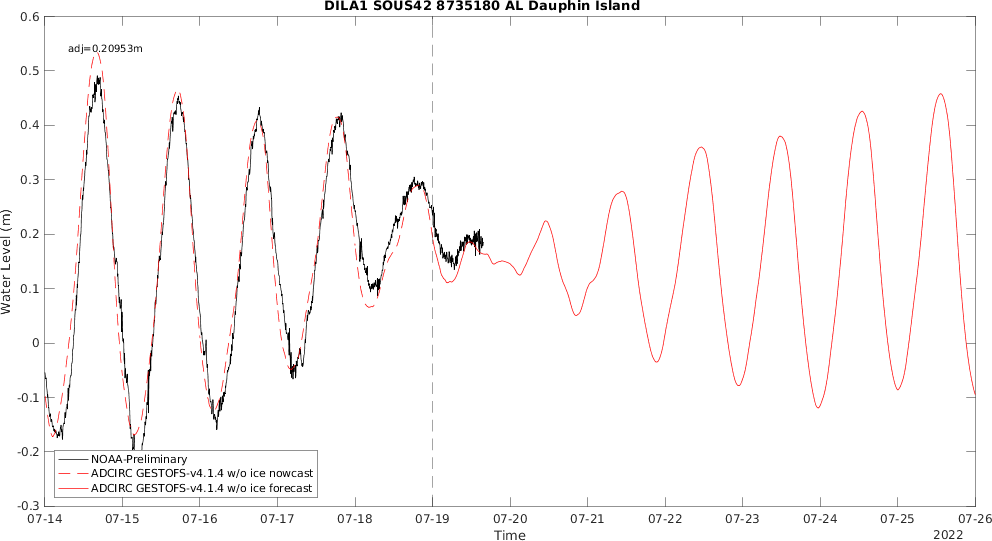 DILA1 SOUS42 8735180 AL Dauphin Island
adj=0.20953m
0.6
0.5
0.4
0.3
0.2
0.1
0
-0.1
-0.2
-0.3
Water Level (m)
NOAA-Preliminary
ADCIRC GESTOFS-v4.1.4 w/o ice nowcast
ADCIRC GESTOFS-v4.1.4 w/o ice forecast
07-14 07-15 07-16 07-17 07-18 07-19 07-20 07-21 07-22 07-23 07-24 07-25 07-26
Time
2022